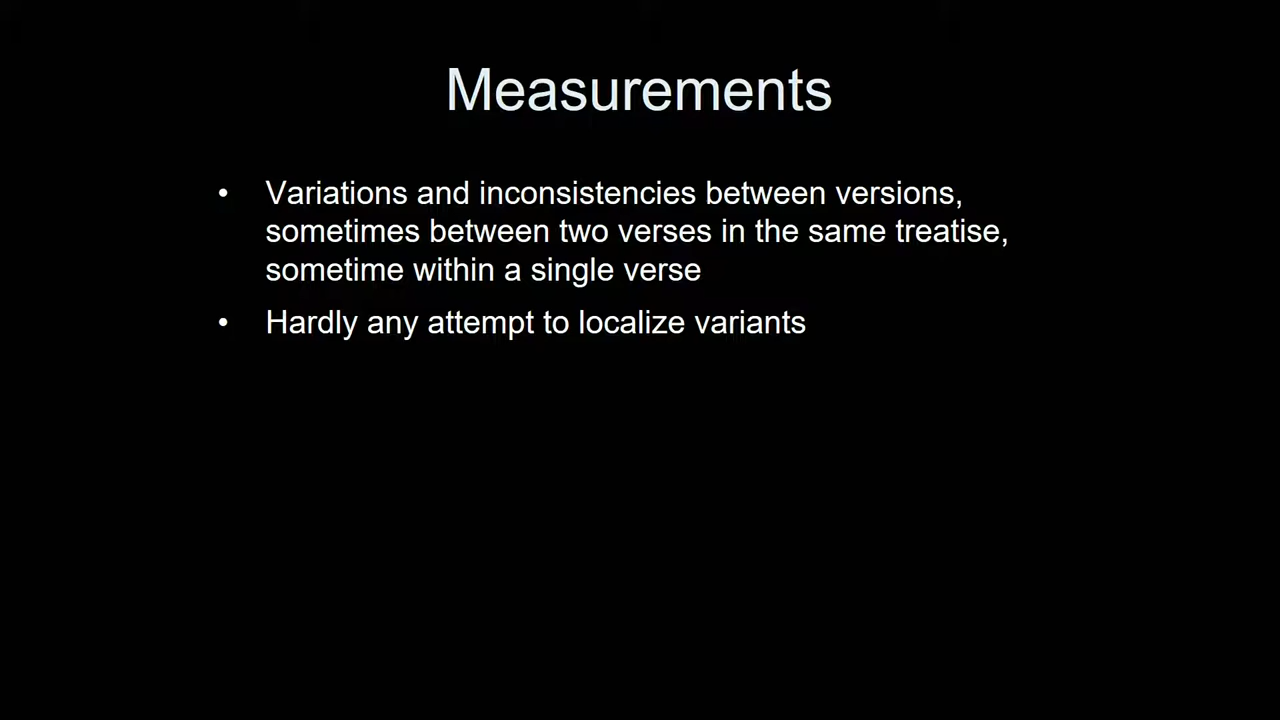 Measurements
• Variations and inconsistencies between versions,
sometimes between two verses in the same treatise,
sometime within a single verse
• Hardly any attempt to localize variants